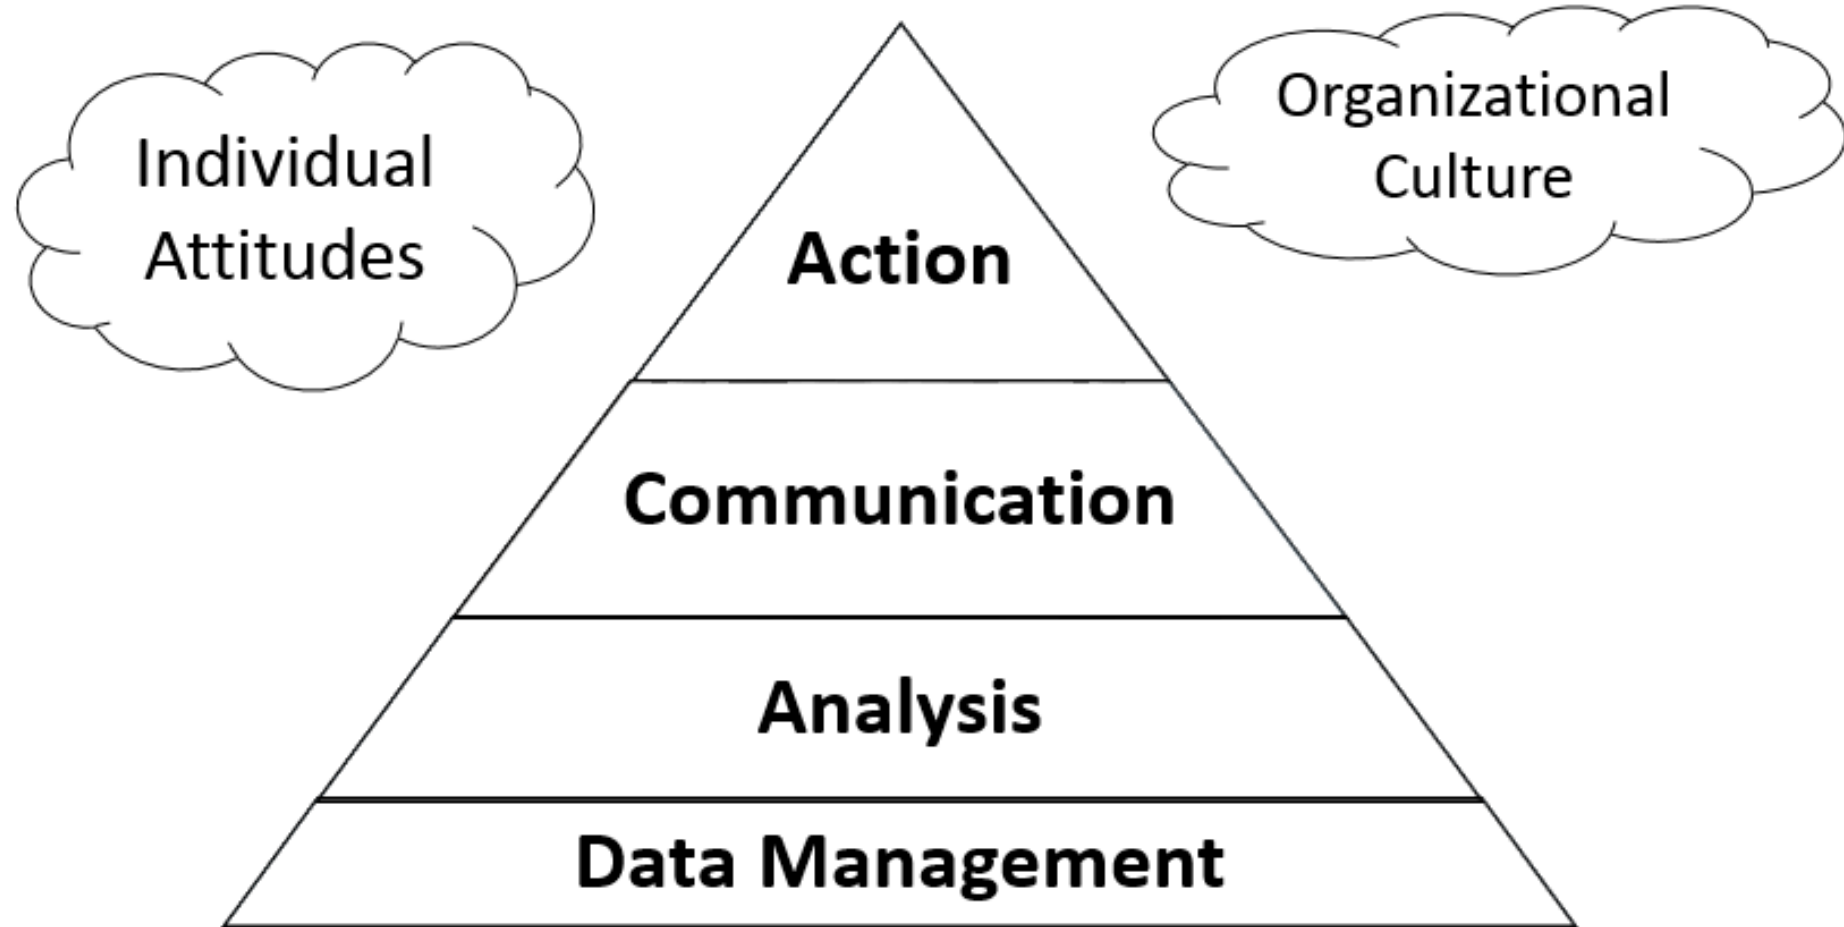 Individual
Attitudes
Organizational
Culture
Action
Communication
Analysis
Data Management